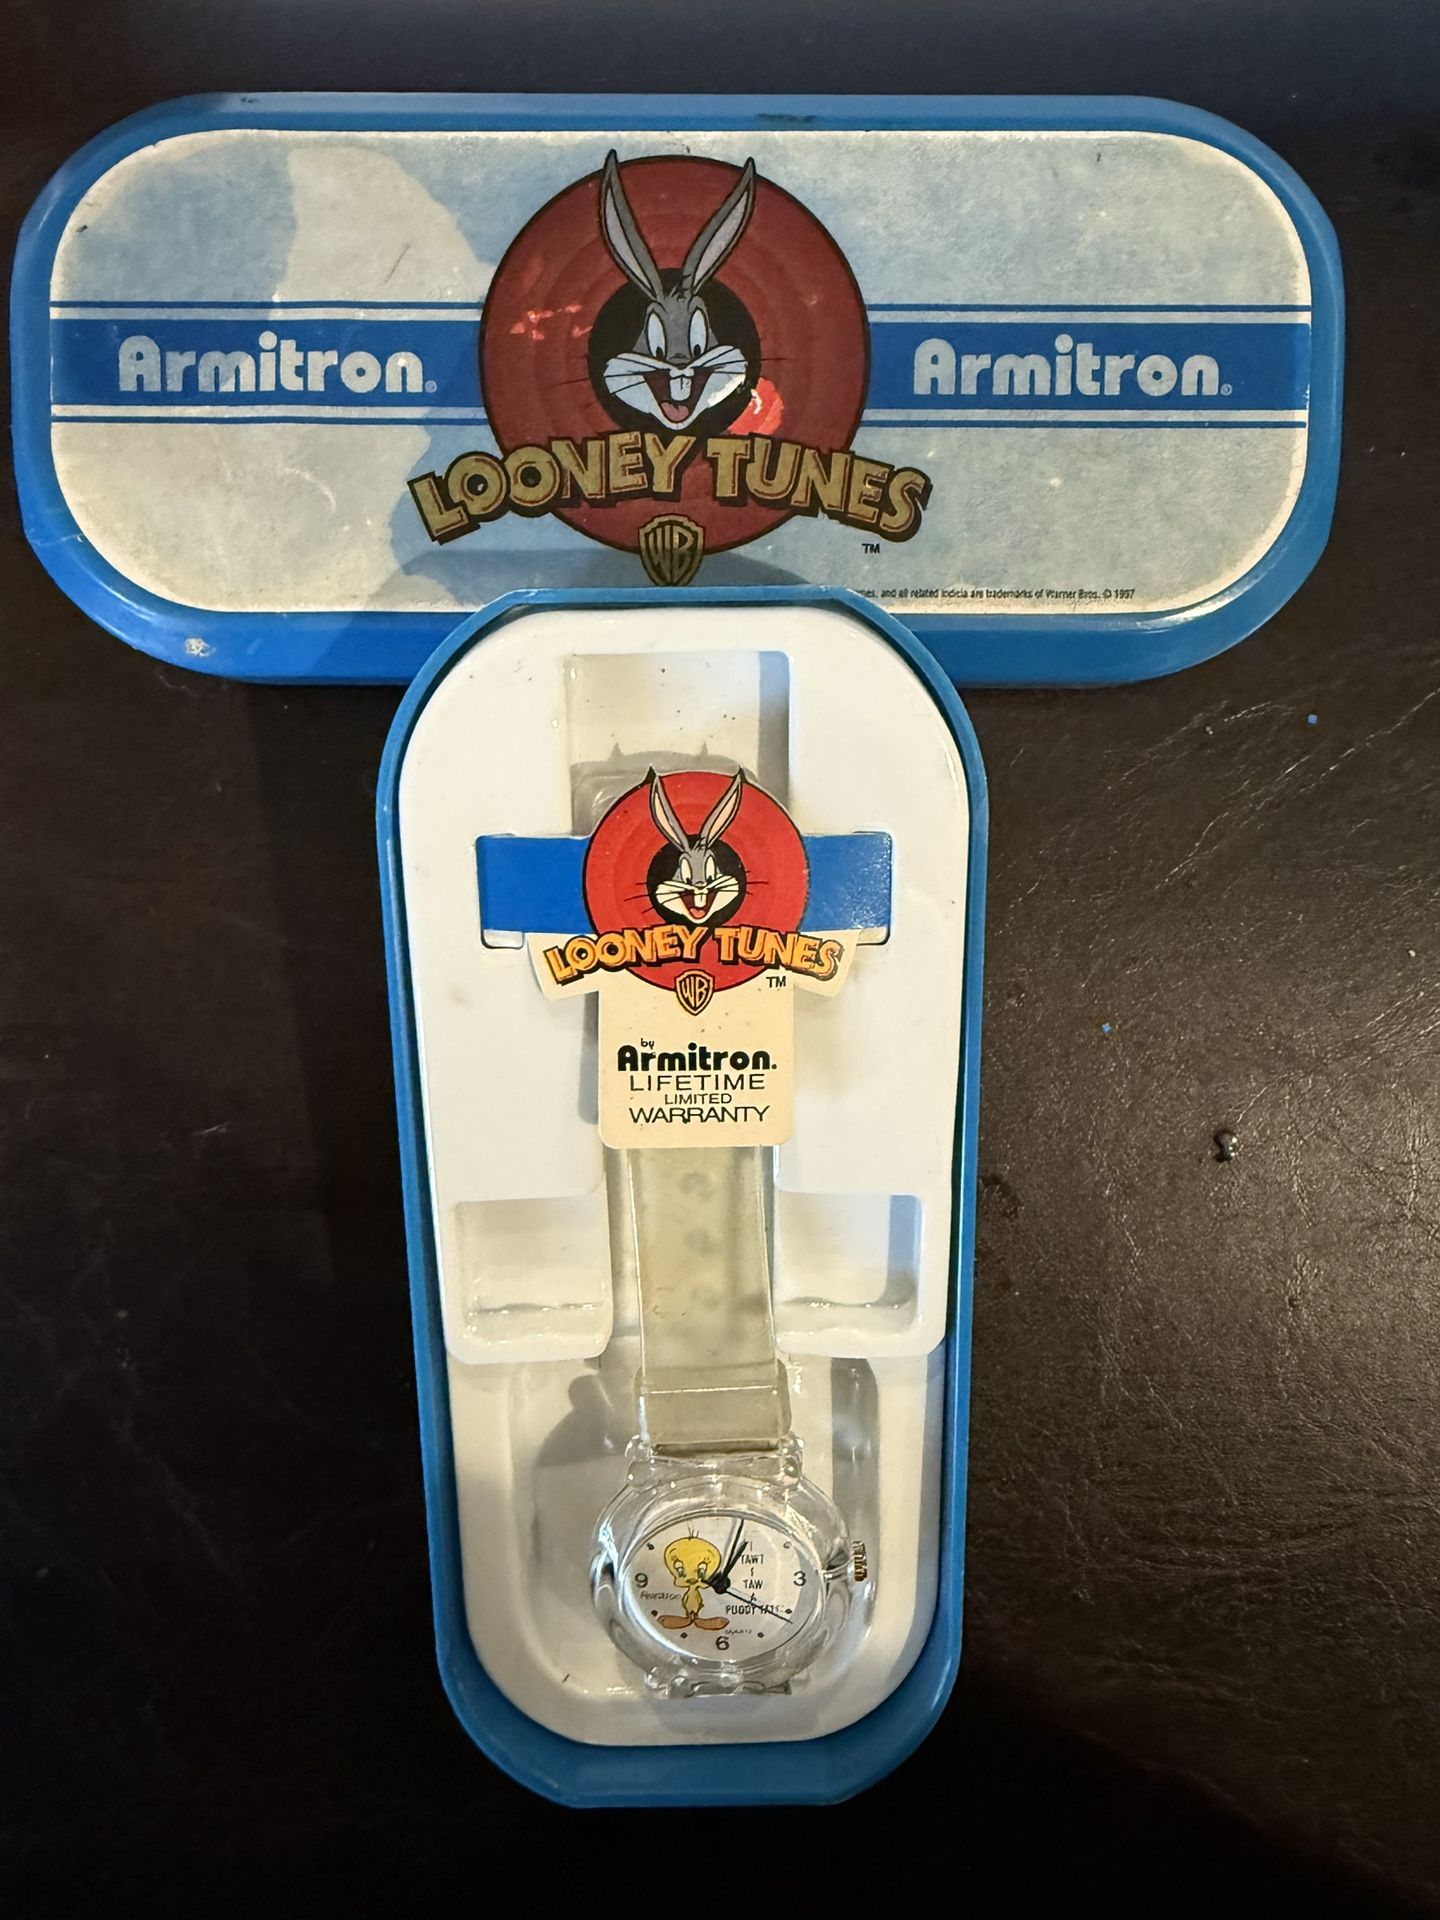 Armitron®
Armitron®
LOONEY TUNES
WB
TM
and all related indicia are trademarks of Warner Bros. © 1997
LOONEY TUNES
WB
TM
by
Armitron.
LIFETIME
LIMITED
WARRANTY
I
TAWT
I
TAW
A
PUDDY TAT!
9
3
Armitron
6